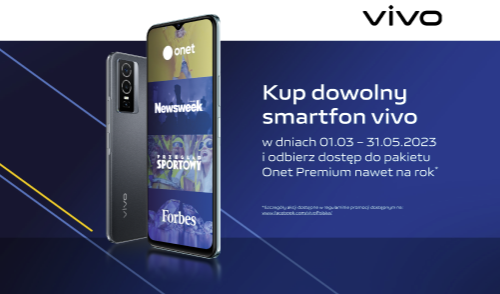 vivo
onet
Newsweek
PRZEGLĄD
SPORTOWY
Forbes
vivo
Kup dowolny
smartfon vivo
w dniach 01.03 – 31.05.2023
i odbierz dostęp do pakietu
Onet Premium nawet na rok*